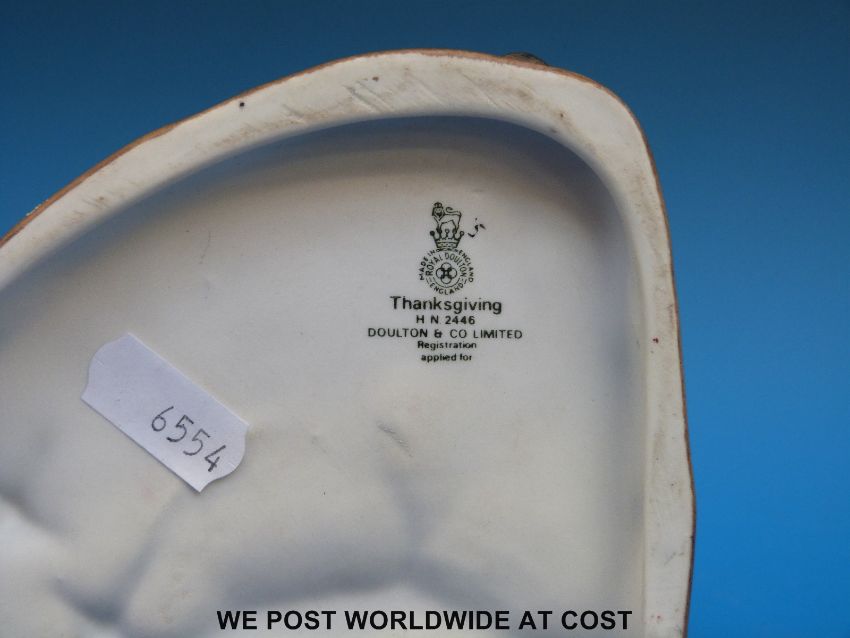 5
MADE IN ENGLAND
ROYAL DOULTON
ENGLAND
Thanksgiving
H N 2446
DOULTON & CO LIMITED
Registration
applied for
6554
WE POST WORLDWIDE AT COST